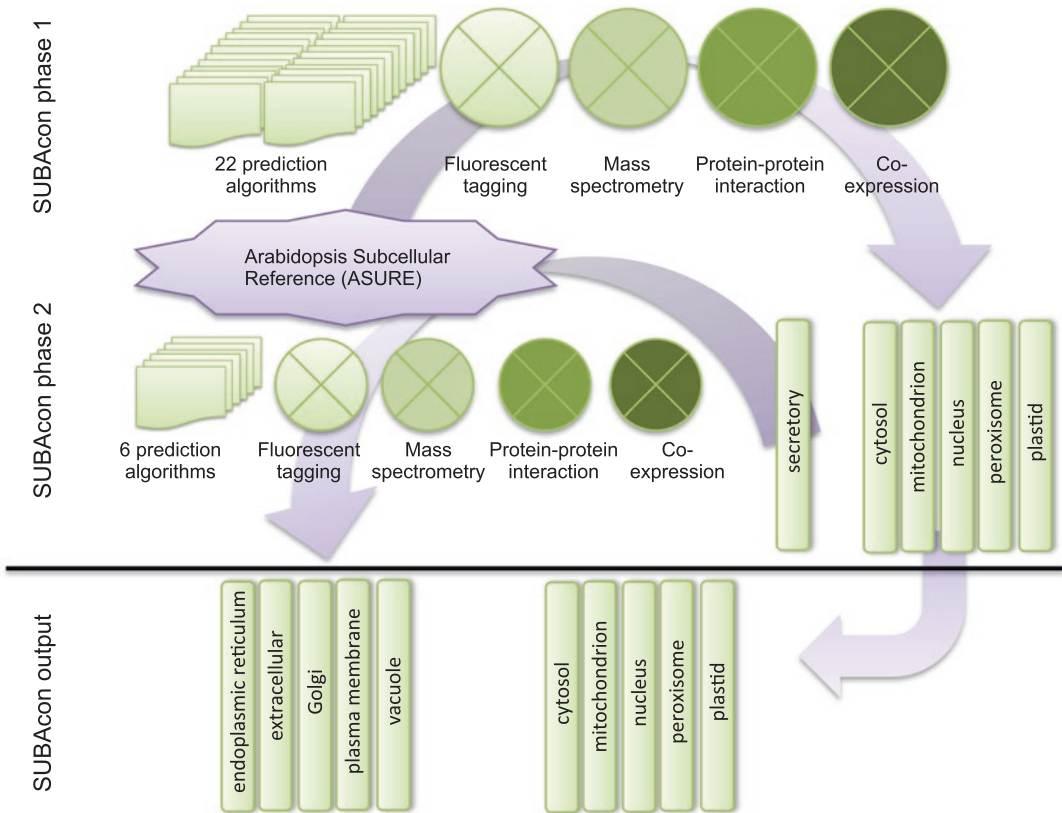 SUBAcon phase 1
22 prediction
algorithms
Fluorescent
tagging
Mass
spectrometry
Protein-protein
interaction
Co-
expression
Arabidopsis Subcellular
Reference (ASURE)
SUBAcon phase 2
6 prediction
algorithms
Fluorescent
tagging
Mass
spectrometry
Protein-protein
interaction
Co-
expression
secretory
cytosol
mitochondrion
nucleus
peroxisome
plastid
SUBAcon output
endoplasmic reticulum
extracellular
Golgi
plasma membrane
vacuole
cytosol
mitochondrion
nucleus
peroxisome
plastid